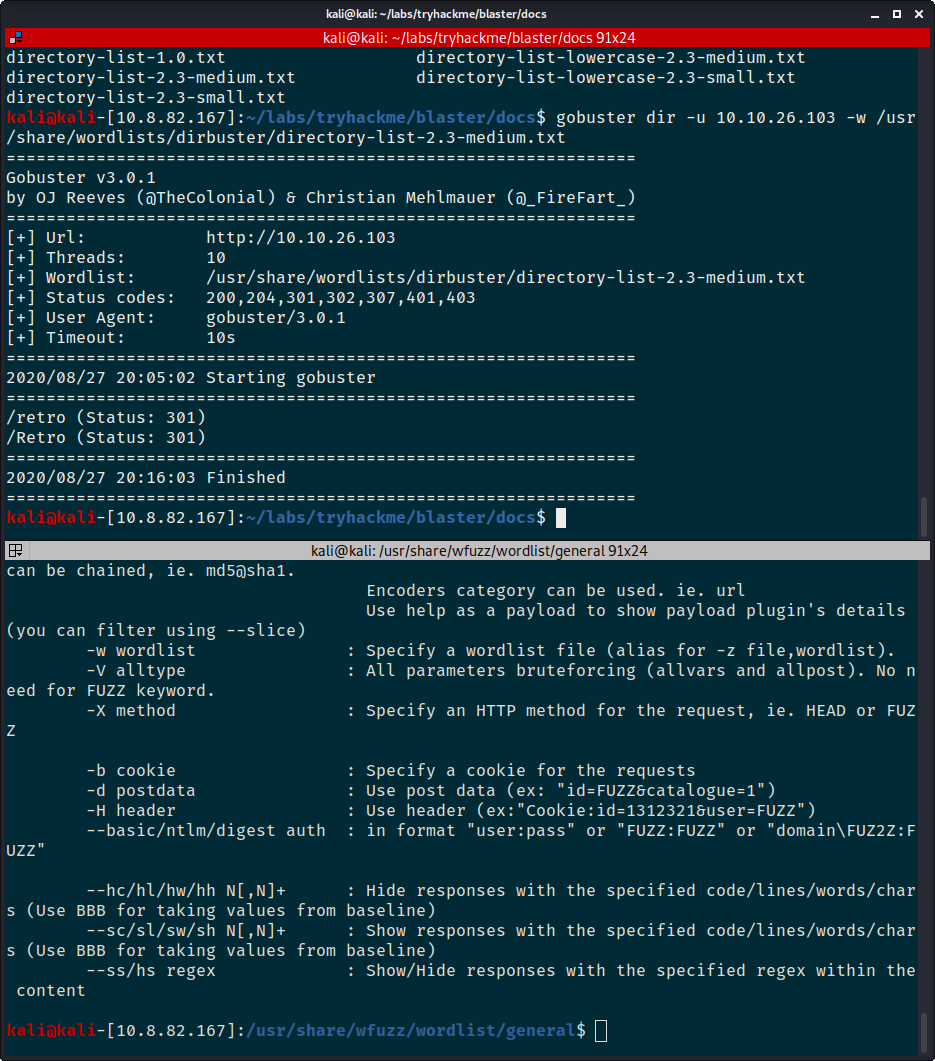 kali@kali: ~/labs/tryhackme/blaster/docs
kali@kali: ~/labs/tryhackme/blaster/docs 91x24
directory-list-1.0.txt                   directory-list-lowercase-2.3-medium.txt
directory-list-2.3-medium.txt            directory-list-lowercase-2.3-small.txt
directory-list-2.3-small.txt
kali@kali-[10.8.82.167]:~/labs/tryhackme/blaster/docs$ gobuster dir -u 10.10.26.103 -w /usr
/share/wordlists/dirbuster/directory-list-2.3-medium.txt
===============================================================
Gobuster v3.0.1
by OJ Reeves (@TheColonial) & Christian Mehlmauer (@_FireFart_)
===============================================================
[+] Url:            http://10.10.26.103
[+] Threads:        10
[+] Wordlist:       /usr/share/wordlists/dirbuster/directory-list-2.3-medium.txt
[+] Status codes:   200,204,301,302,307,401,403
[+] User Agent:     gobuster/3.0.1
[+] Timeout:        10s
===============================================================
2020/08/27 20:05:02 Starting gobuster
===============================================================
/retro (Status: 301)
/Retro (Status: 301)
===============================================================
2020/08/27 20:16:03 Finished
===============================================================
kali@kali-[10.8.82.167]:~/labs/tryhackme/blaster/docs$
kali@kali: /usr/share/wfuzz/wordlist/general 91x24
can be chained, ie. md5@sha1.
                                    Encoders category can be used. ie. url
                                    Use help as a payload to show payload plugin's details
(you can filter using --slice)
        -w wordlist               : Specify a wordlist file (alias for -z file,wordlist).
        -V alltype                : All parameters bruteforcing (allvars and allpost). No n
eed for FUZZ keyword.
        -X method                 : Specify an HTTP method for the request, ie. HEAD or FUZ
Z
        -b cookie                 : Specify a cookie for the requests
        -d postdata               : Use post data (ex: "id=FUZZ&catalogue=1")
        -H header                 : Use header (ex:"Cookie:id=1312321&user=FUZZ")
        --basic/ntlm/digest auth  : in format "user:pass" or "FUZZ:FUZZ" or "domain\FUZ2Z:F
UZZ"
        --hc/hl/hw/hh N[,N]+      : Hide responses with the specified code/lines/words/char
s (Use BBB for taking values from baseline)
        --sc/sl/sw/sh N[,N]+      : Show responses with the specified code/lines/words/char
s (Use BBB for taking values from baseline)
        --ss/hs regex             : Show/Hide responses with the specified regex within the
 content
kali@kali-[10.8.82.167]:/usr/share/wfuzz/wordlist/general$